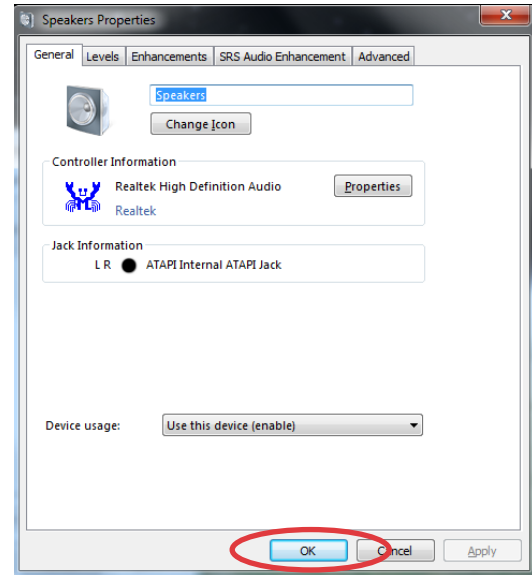 Speakers Properties
General Levels Enhancements SRS Audio Enhancement Advanced
Speakers
Change Icon
Controller Information
Realtek High Definition Audio Properties
Realtek
Jack Information
L R ATAPI Internal ATAPI Jack
Device usage: Use this device (enable)
OK Cancel Apply